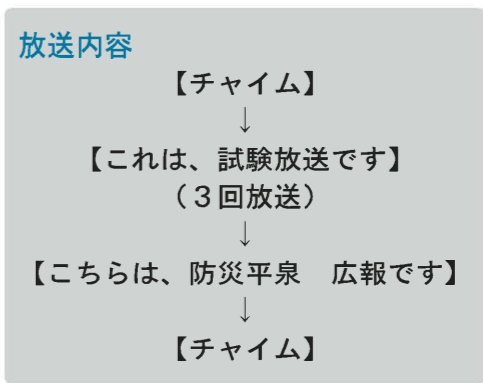 放送内容
【チャイム】
↓
【これは、試験放送です】
（３回放送）
↓
【こちらは、防災平泉　広報です】
↓
【チャイム】